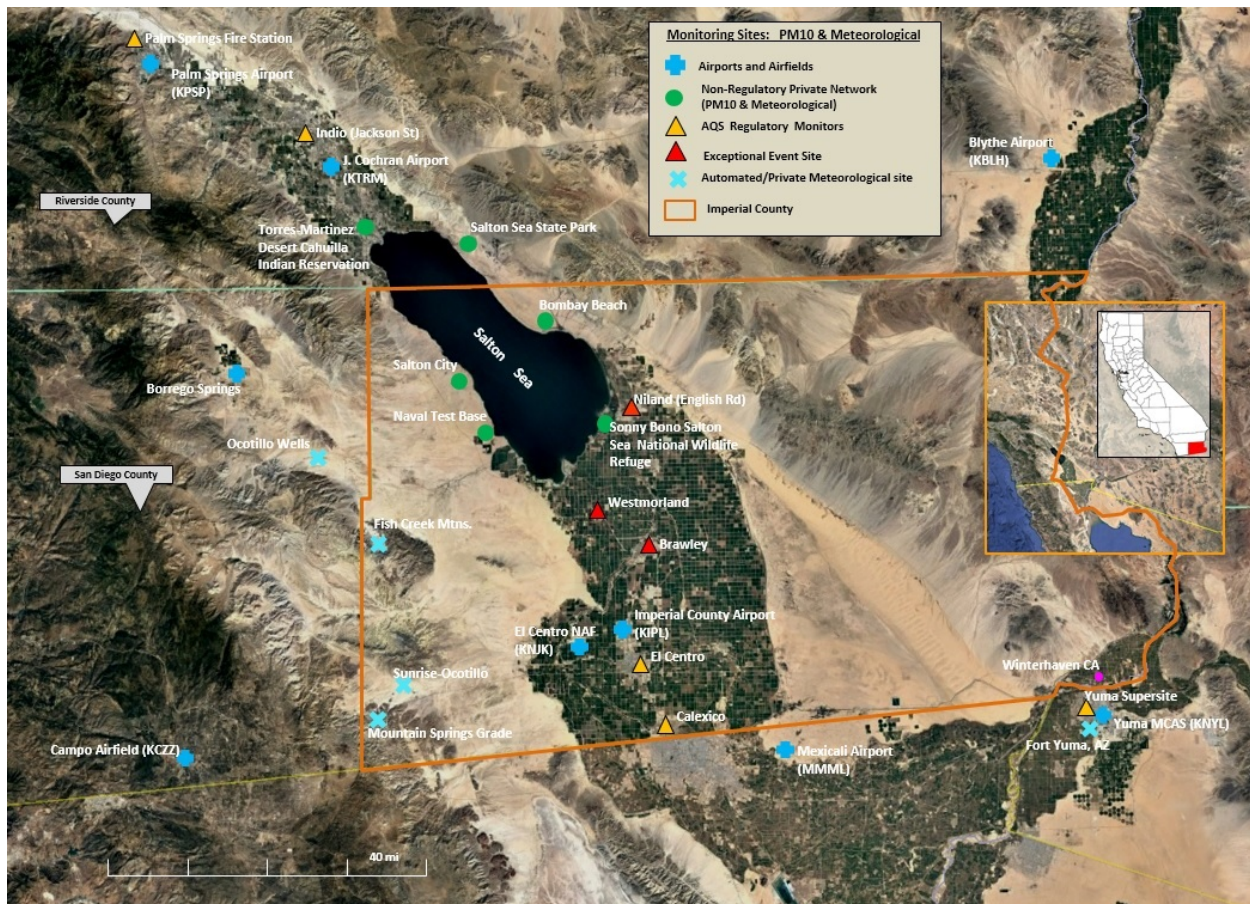 Palm Springs Fire Station
Palm Springs Airport
(KPSP)
Indio (Jackson St)
J. Cochran Airport
(KTRM)
Riverside County
Torres-Martinez
Desert Cahuilla
Indian Reservation
Salton Sea State Park
Monitoring Sites: PM10 & Meteorological
Airports and Airfields
Non-Regulatory Private Network
(PM10 & Meteorological)
AQS Regulatory Monitors
Exceptional Event Site
Automated/Private Meteorological site
Imperial County
Blythe Airport
(KBLH)
Bombay Beach
Salton Sea
Salton City
Borrego Springs
Naval Test Base
Niland (English Rd)
Sonny Bono Salton
Sea National Wildlife
Refuge
Ocotillo Wells
San Diego County
Westmorland
Fish Creek Mtns.
Brawley
Imperial County Airport
(KIPL)
El Centro NAF
(KNJK)
El Centro
Sunrise-Ocotillo
Winterhaven CA
Yuma Supersite
Calexico
Mountain Springs Grade
Yuma MCAS (KNYL)
Fort Yuma, AZ
Campo Airfield (KCZZ)
Mexicali Airport
(MMML)
40 mi